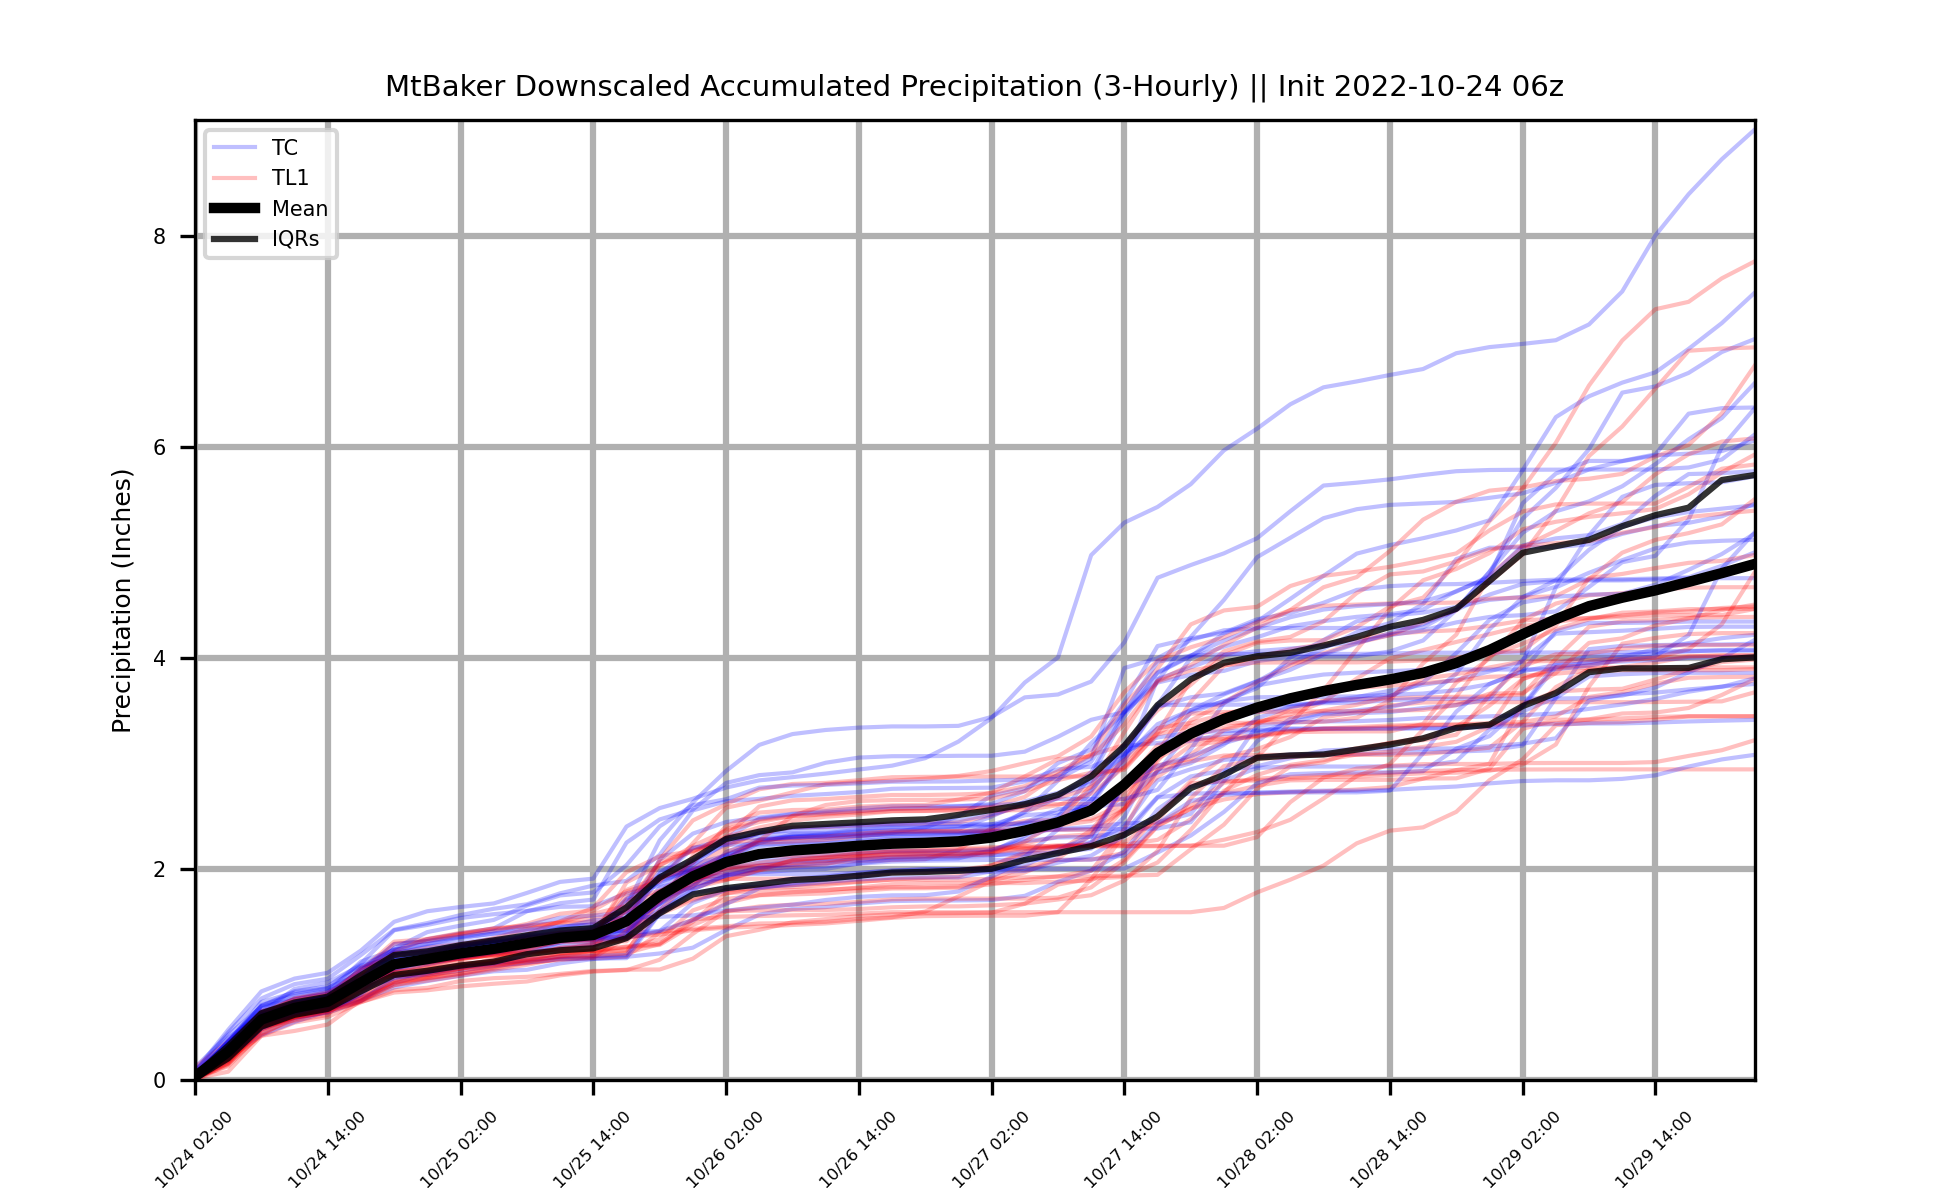 MtBaker Downscaled Accumulated Precipitation (3-Hourly) || Init 2022-10-24 06z
TC
TL1
Mean
IQRs
Precipitation (Inches)
8
6
4
2
0
10/24 02:00
10/24 14:00
10/25 02:00
10/25 14:00
10/26 02:00
10/26 14:00
10/27 02:00
10/27 14:00
10/28 02:00
10/28 14:00
10/29 02:00
10/29 14:00